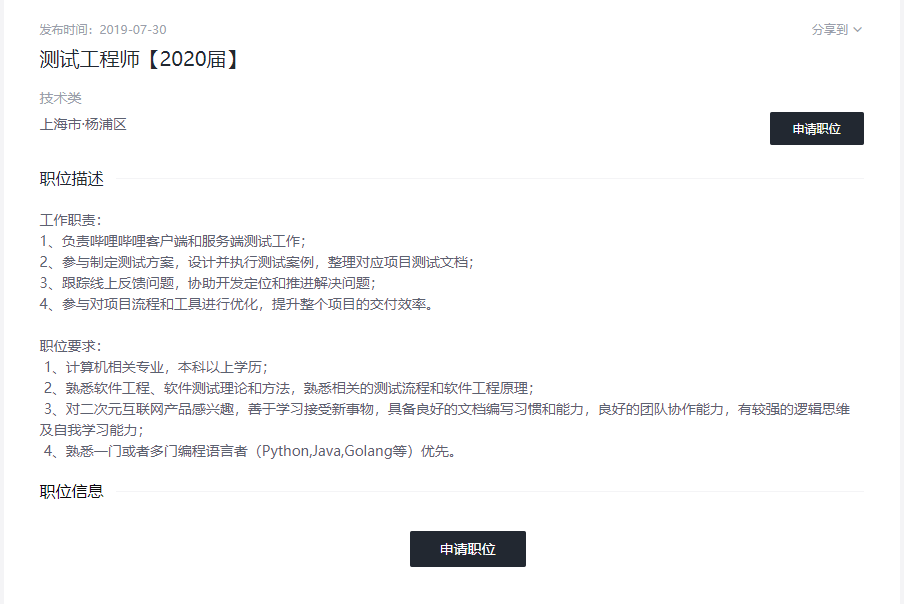 发布时间：2019-07-30
分享到
测试工程师【2020届】
技术类
上海市·杨浦区
申请职位
职位描述
工作职责：
1、负责哔哩哔哩客户端和服务端测试工作；
2、参与制定测试方案，设计并执行测试案例，整理对应项目测试文档；
3、跟踪线上反馈问题，协助开发定位和推进解决问题；
4、参与对项目流程和工具进行优化，提升整个项目的交付效率。
职位要求：
1、计算机相关专业，本科以上学历；
2、熟悉软件工程、软件测试理论和方法，熟悉相关的测试流程和软件工程原理；
3、对二次元互联网产品感兴趣，善于学习接受新事物，具备良好的文档编写习惯和能力，良好的团队协作能力，有较强的逻辑思维
及自我学习能力；
4、熟悉一门或者多门编程语言者（Python,Java,Golang等）优先。
职位信息
申请职位